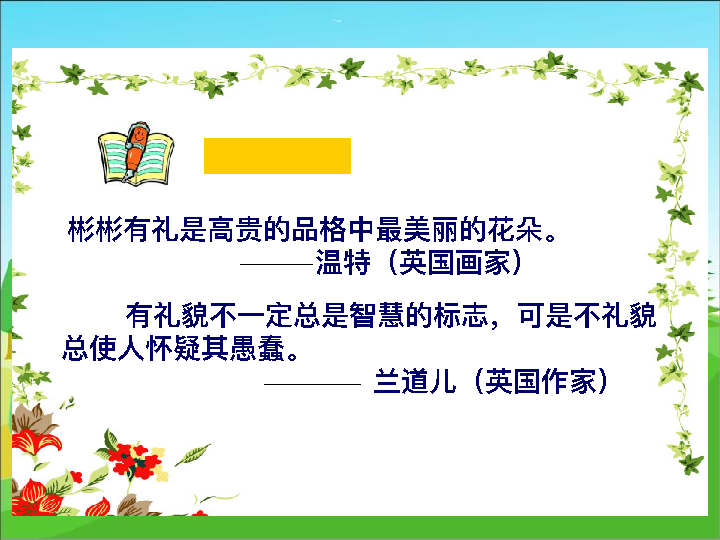 彬彬有礼是高贵的品格中最美丽的花朵。
———温特（英国画家）
有礼貌不一定总是智慧的标志，可是不礼貌
总使人怀疑其愚蠢。
———— 兰道儿（英国作家）